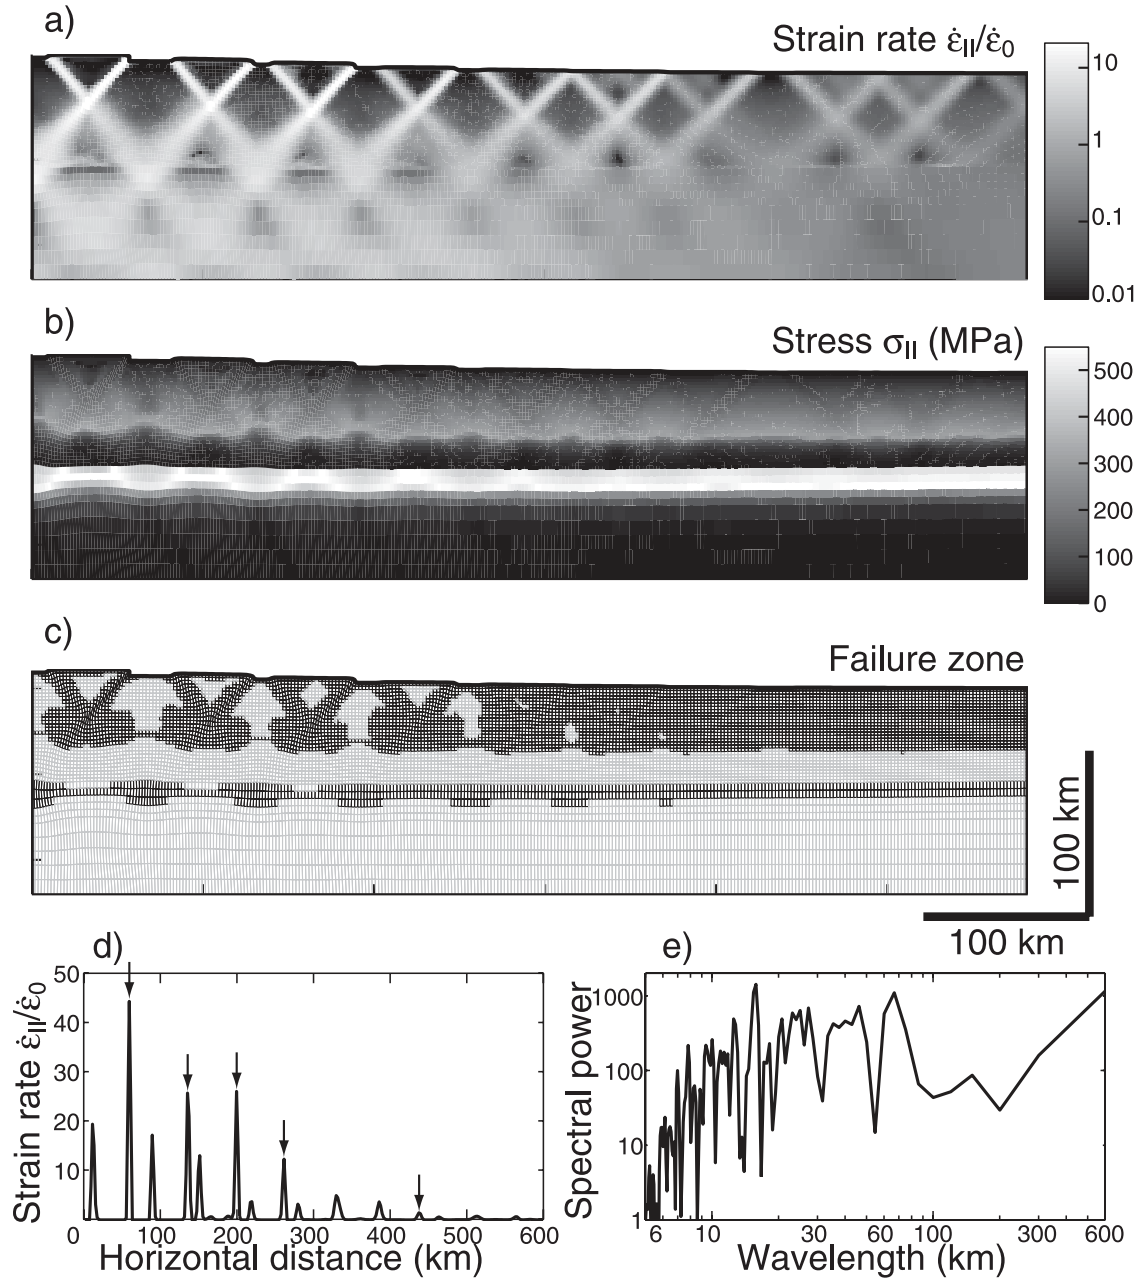 a)
Strain rate ε̇II/ε̇0
10
1
0.1
0.01
b)
Stress σII (MPa)
500
400
300
200
100
0
c)
Failure zone
100 km
100 km
d)
50
40
30
20
10
0 100 200 300 400 500 600
Strain rate ε̇II/ε̇0
Horizontal distance (km)
e)
1000
100
10
1
6 10 30 60 100 300 600
Spectral power
Wavelength (km)